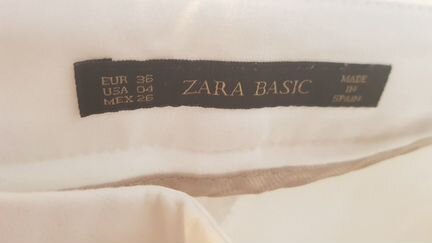 EUR 36
USA 04
MEX 26
ZARA BASIC
MADE
IN
SPAIN